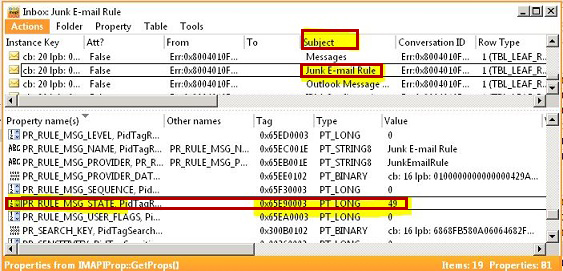 Inbox: Junk E-mail Rule
Actions Folder Property Table Tools
Instance Key Att? From To Subject Conversation ID Row Type
cb: 20 lpb: 0... False Err:0x8004010F... Messages Err:0x8004010F... 1 (TBL_LEAF_R...
cb: 20 lpb: 0... False Err:0x8004010F... Junk E-mail Rule Err:0x8004010F... 1 (TBL_LEAF_R...
cb: 20 lpb: 0... False Err:0x8004010F... Outlook Message ... Err:0x8004010F... 1 (TBL_LEAF_R...
Property name(s) Other names Tag Type Value
PR_RULE_MSG_LEVEL, PidTagR... 0x65ED0003 PT_LONG 0
PR_RULE_MSG_NAME, PidTagR... PR_RULE_MSG_N... 0x65EC001E PT_STRING8 Junk E-mail Rule
PR_RULE_MSG_PROVIDER, PR_... PR_RULE_MSG_P... 0x65EB001E PT_STRING8 JunkEmailRule
PR_RULE_MSG_PROVIDER_DAT... 0x65EE0102 PT_BINARY
PR_RULE_MSG_SEQUENCE, Pid... 0x65F30003 PT_LONG 0
PR_RULE_MSG_STATE, PidTagR... 0x65E90003 PT_LONG 49
PR_RULE_MSG_USER_FLAGS, Pi... 0x65EA0003 PT_LONG 0
PR_SEARCH_KEY, PidTagSearch... 0x300B0102 PT_BINARY cb: 16 lpb: 6868FB580A06064682F...
Properties from IMAPIProp::GetProps() Items: 19 Properties: 81